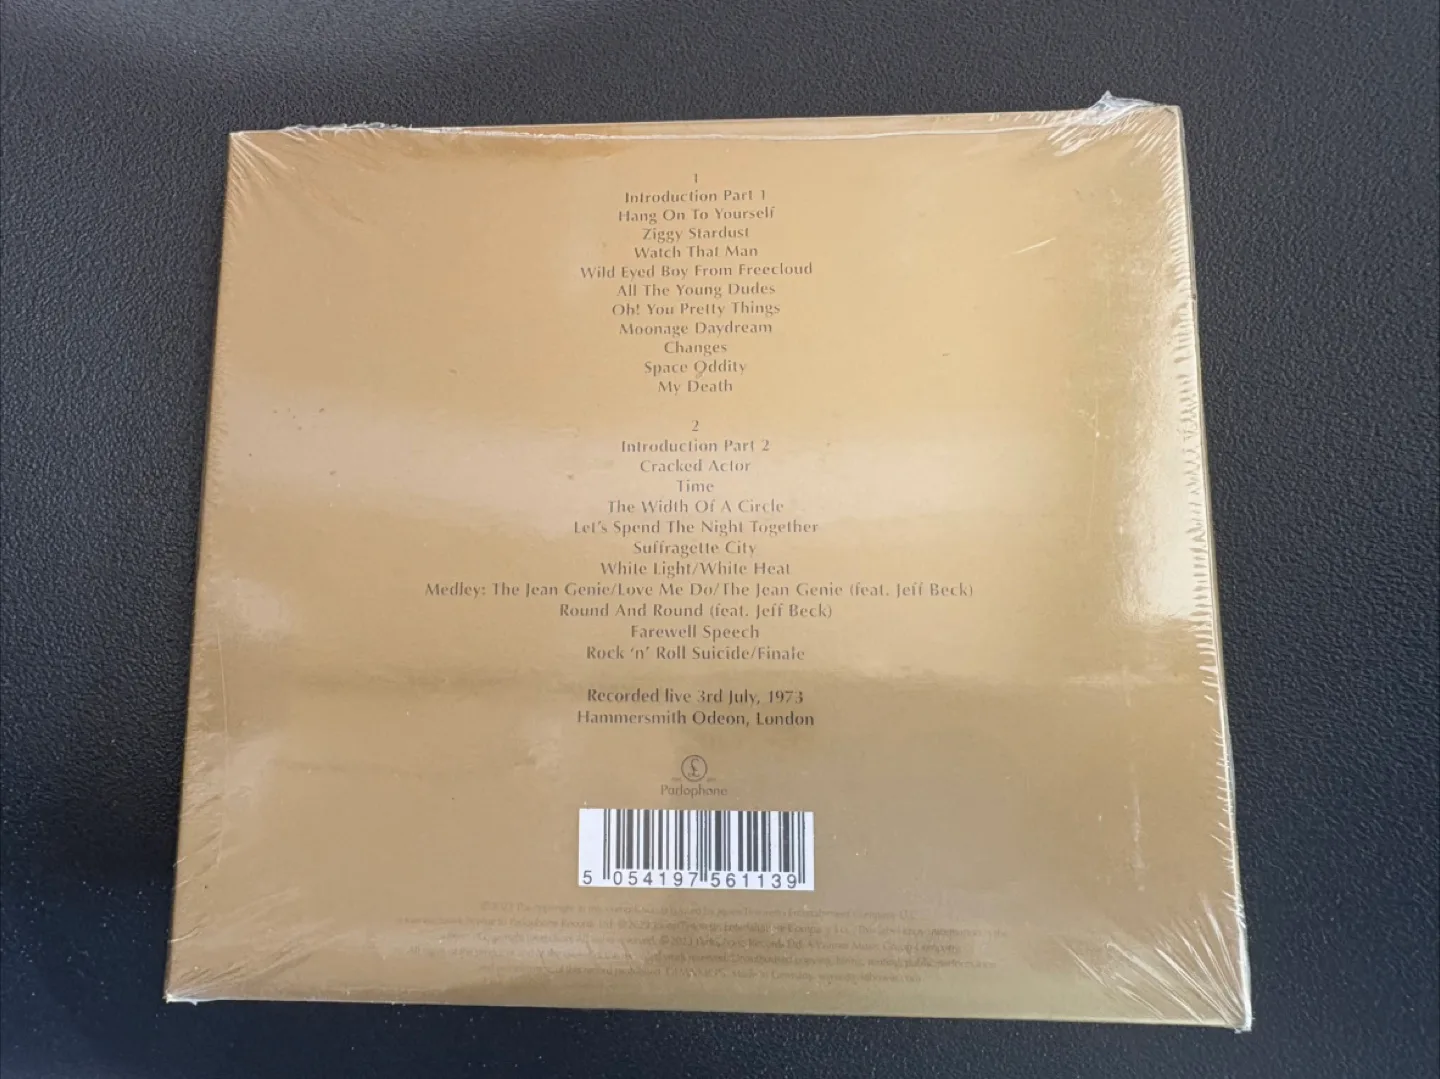 1
Introduction Part 1
Hang On To Yourself
Ziggy Stardust
Watch That Man
Wild Eyed Boy From Freecloud
All The Young Dudes
Oh! You Pretty Things
Moonage Daydream
Changes
Space Oddity
My Death
2
Introduction Part 2
Cracked Actor
Time
The Width Of A Circle
Let's Spend The Night Together
Suffragette City
White Light/White Heat
Medley: The Jean Genie/Love Me Do/The Jean Genie (feat. Jeff Beck)
Round And Round (feat. Jeff Beck)
Farewell Speech
Rock 'n' Roll Suicide/Finale
Recorded live 3rd July, 1973
Hammersmith Odeon, London
£
Parlophone
5 054197 561139